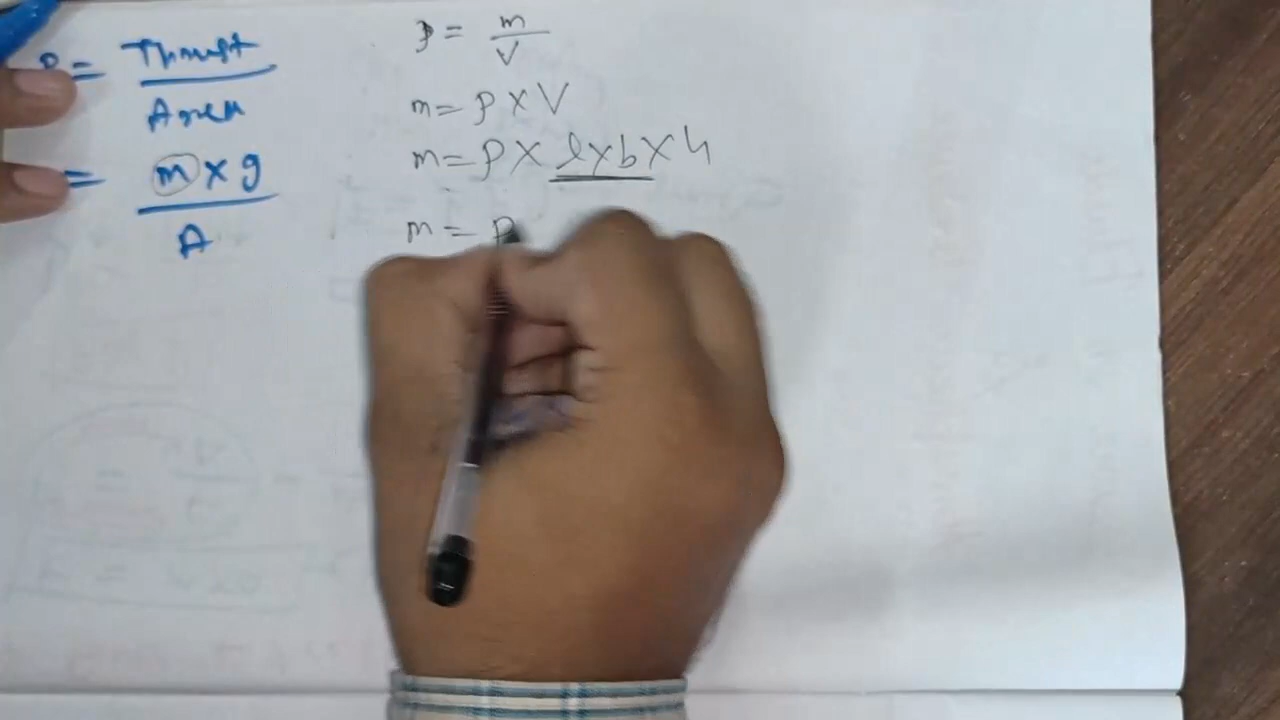 P = Thrust / Area
= m × g / A
ρ = m / V
m = ρ × V
m = ρ × l × b × h
m = ρ